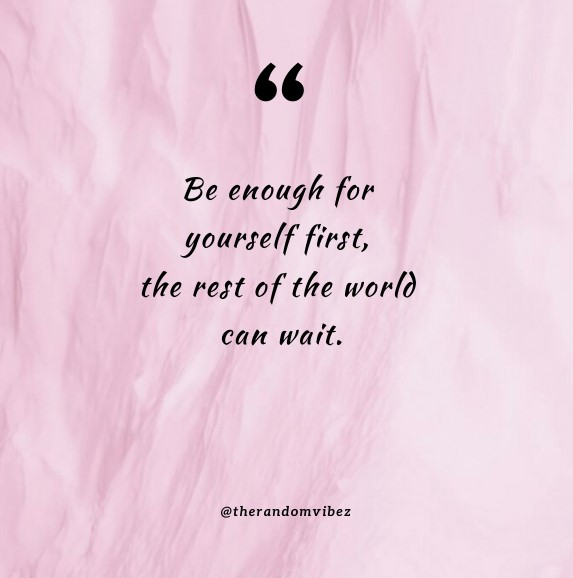 “
Be enough for
yourself first,
the rest of the world
can wait.
@therandomvibez